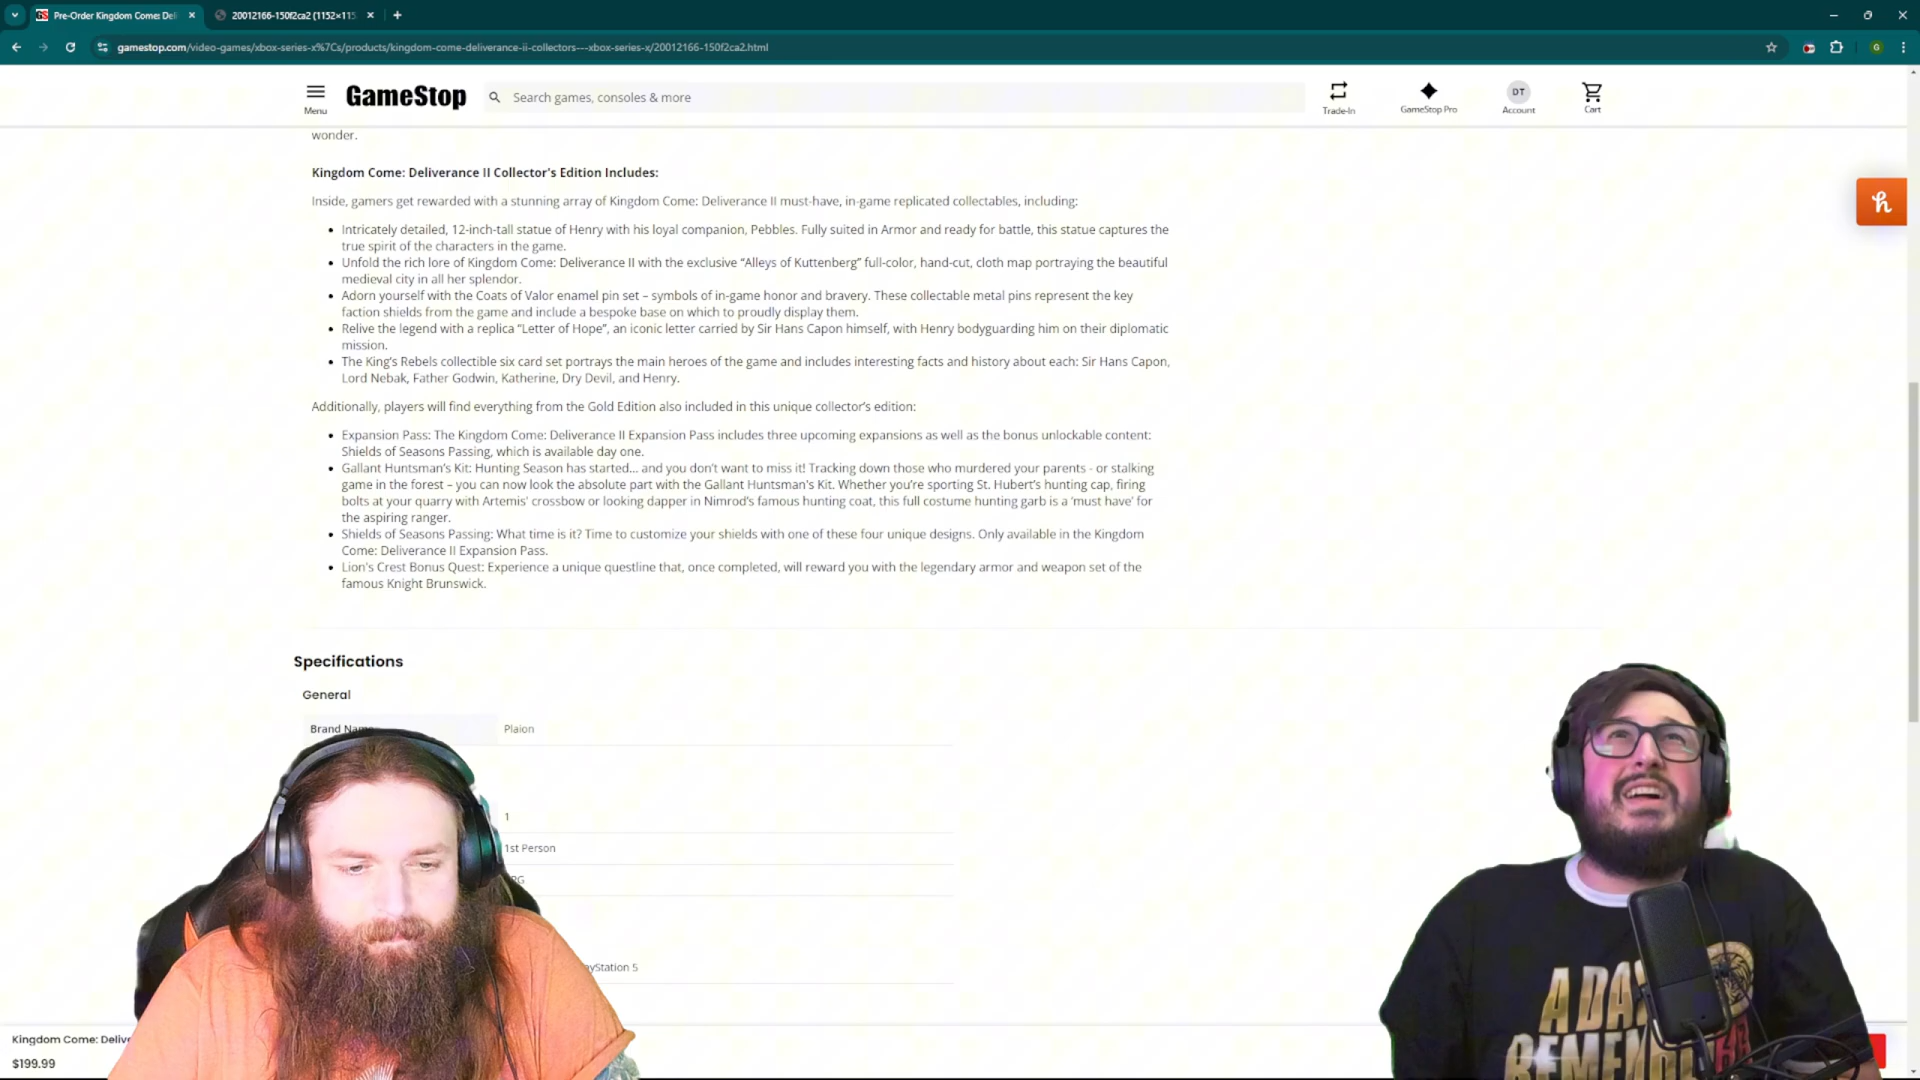 Pre-Order Kingdom Come: Del
20012166-150f2ca2 (1152×115
gamestop.com/video-games/xbox-series-x%7Cs/products/kingdom-come-deliverance-ii-collectors---xbox-series-x/20012166-150f2ca2.html
G
Menu
GameStop
Search games, consoles & more
Trade-In
GameStop Pro
DT
Account
Cart
wonder.
Kingdom Come: Deliverance II Collector's Edition Includes:
Inside, gamers get rewarded with a stunning array of Kingdom Come: Deliverance II must-have, in-game replicated collectables, including:
• Intricately detailed, 12-inch-tall statue of Henry with his loyal companion, Pebbles. Fully suited in Armor and ready for battle, this statue captures the
true spirit of the characters in the game.
• Unfold the rich lore of Kingdom Come: Deliverance II with the exclusive “Alleys of Kuttenberg” full-color, hand-cut, cloth map portraying the beautiful
medieval city in all her splendor.
• Adorn yourself with the Coats of Valor enamel pin set – symbols of in-game honor and bravery. These collectable metal pins represent the key
faction shields from the game and include a bespoke base on which to proudly display them.
• Relive the legend with a replica “Letter of Hope”, an iconic letter carried by Sir Hans Capon himself, with Henry bodyguarding him on their diplomatic
mission.
• The King’s Rebels collectible six card set portrays the main heroes of the game and includes interesting facts and history about each: Sir Hans Capon,
Lord Nebak, Father Godwin, Katherine, Dry Devil, and Henry.
Additionally, players will find everything from the Gold Edition also included in this unique collector’s edition:
• Expansion Pass: The Kingdom Come: Deliverance II Expansion Pass includes three upcoming expansions as well as the bonus unlockable content:
Shields of Seasons Passing, which is available day one.
• Gallant Huntsman’s Kit: Hunting Season has started… and you don’t want to miss it! Tracking down those who murdered your parents - or stalking
game in the forest – you can now look the absolute part with the Gallant Huntsman's Kit. Whether you’re sporting St. Hubert’s hunting cap, firing
bolts at your quarry with Artemis’ crossbow or looking dapper in Nimrod’s famous hunting coat, this full costume hunting garb is a ‘must have’ for
the aspiring ranger.
• Shields of Seasons Passing: What time is it? Time to customize your shields with one of these four unique designs. Only available in the Kingdom
Come: Deliverance II Expansion Pass.
• Lion's Crest Bonus Quest: Experience a unique questline that, once completed, will reward you with the legendary armor and weapon set of the
famous Knight Brunswick.
Specifications
General
Brand Name Plaion
1
1st Person
PG
yStation 5
Kingdom Come: Delive
$199.99
A DAY
REMEM